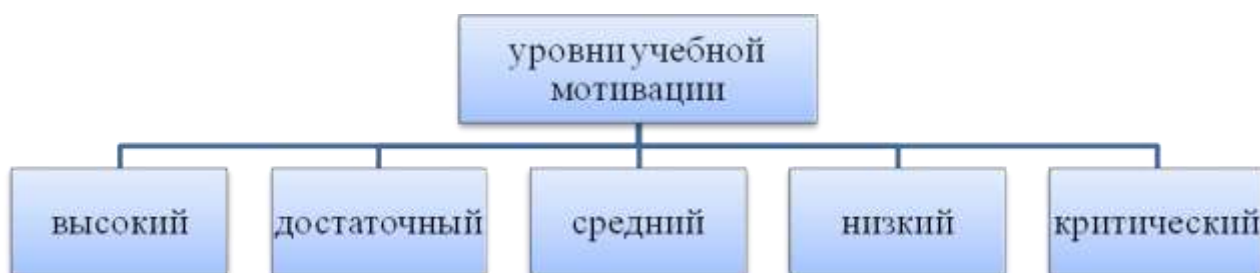 уровни учебной
мотивации
высокий
достаточный
средний
низкий
критический